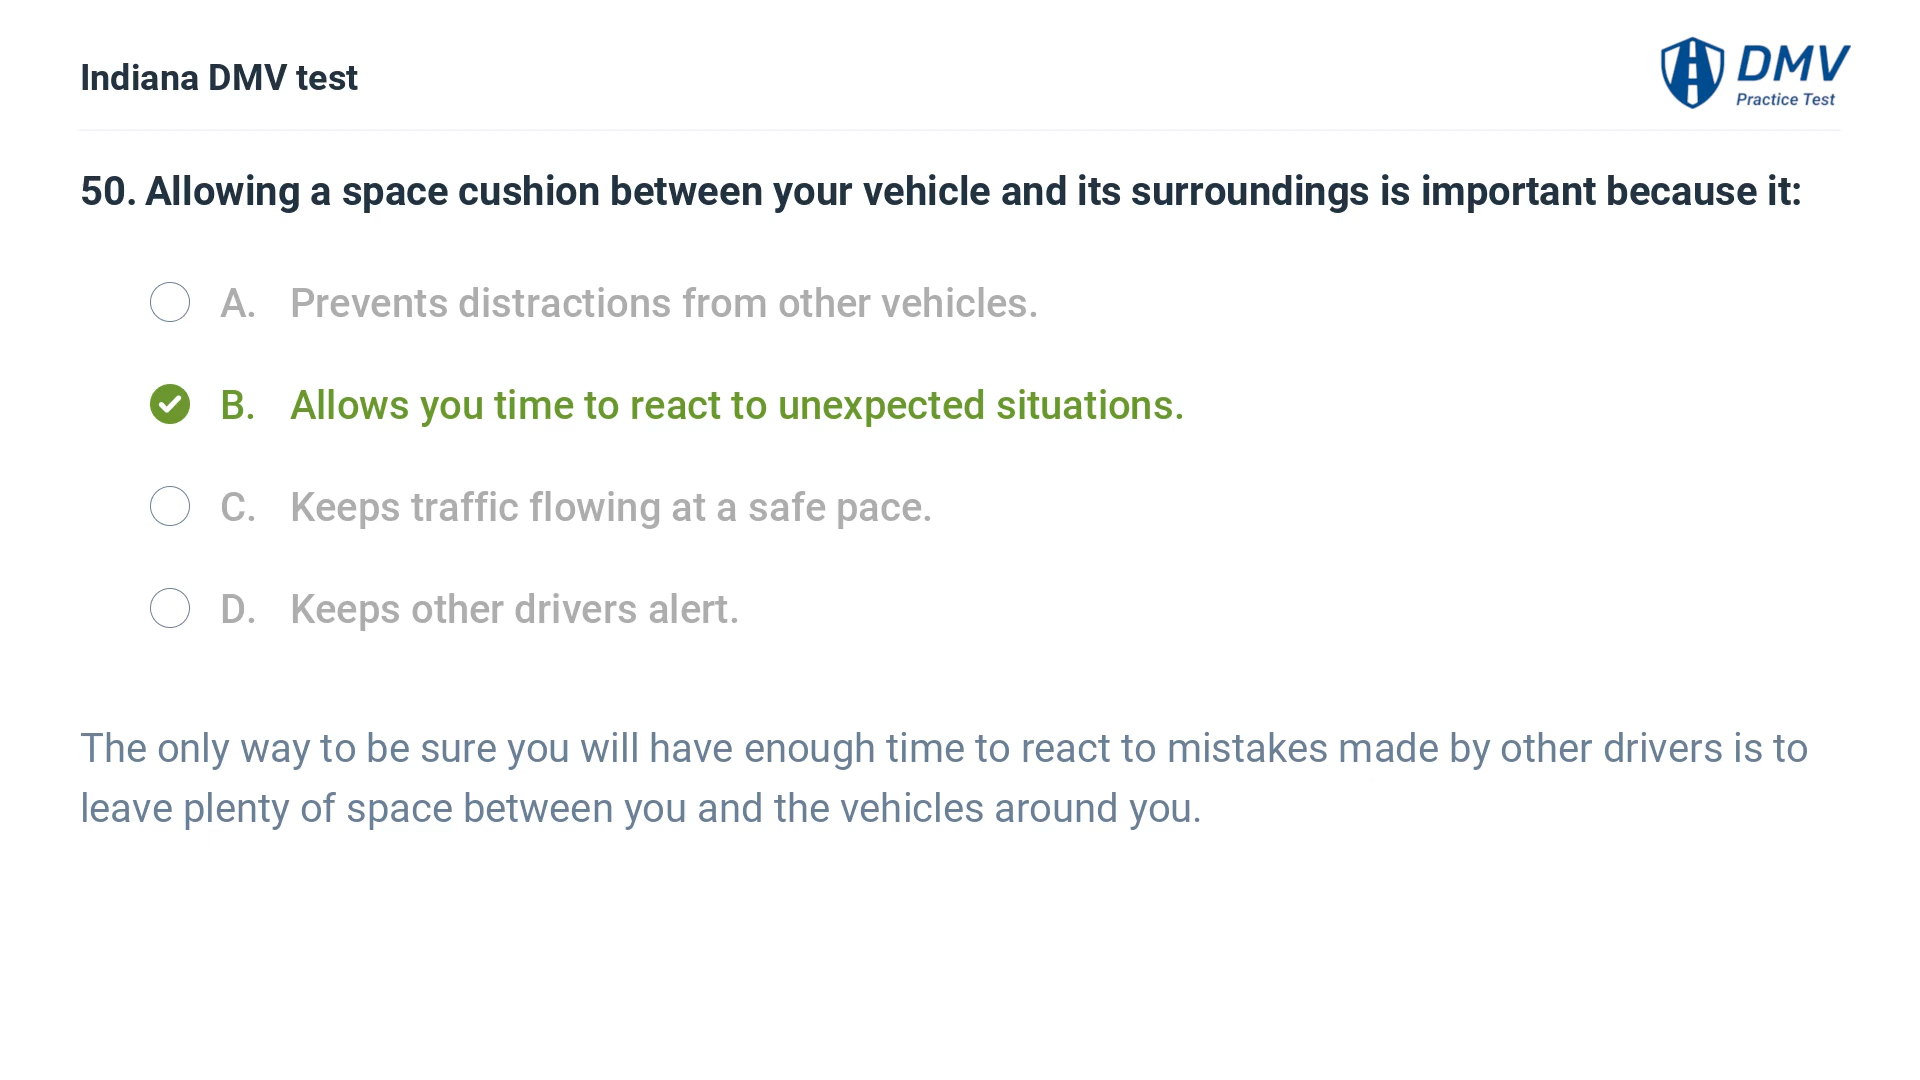 Indiana DMV test
DMV
Practice Test
50. Allowing a space cushion between your vehicle and its surroundings is important because it:
A. Prevents distractions from other vehicles.
B. Allows you time to react to unexpected situations.
C. Keeps traffic flowing at a safe pace.
D. Keeps other drivers alert.
The only way to be sure you will have enough time to react to mistakes made by other drivers is to
leave plenty of space between you and the vehicles around you.